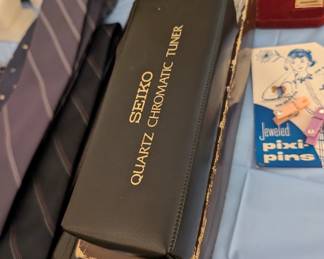 SEIKO
QUARTZ CHROMATIC TUNER
Jeweled
pixi-
pins